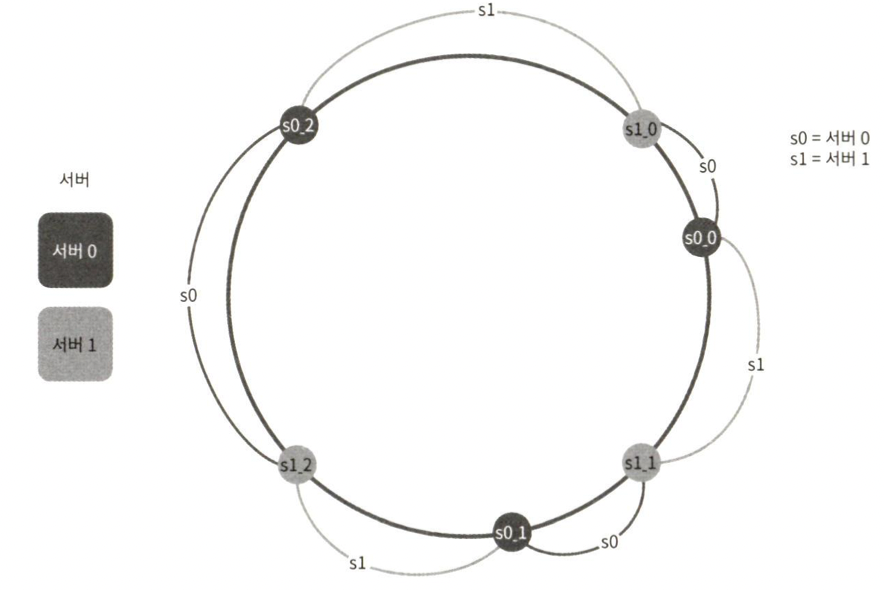 s1
s0_2
s1_0
s0
s0 = 서버 0
s1 = 서버 1
서버
서버 0
s0_0
s0
서버 1
s1
s1_2
s1_1
s0_1
s0
s1